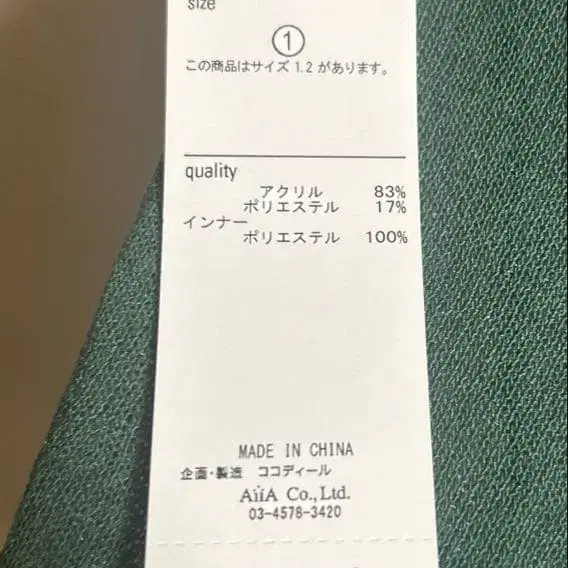 size
①
この商品はサイズ 1.2 があります。
quality
アクリル 83%
ポリエステル 17%
インナー
ポリエステル 100%
MADE IN CHINA
企画・製造 ココディール
AiiA Co.,Ltd.
03-4578-3420